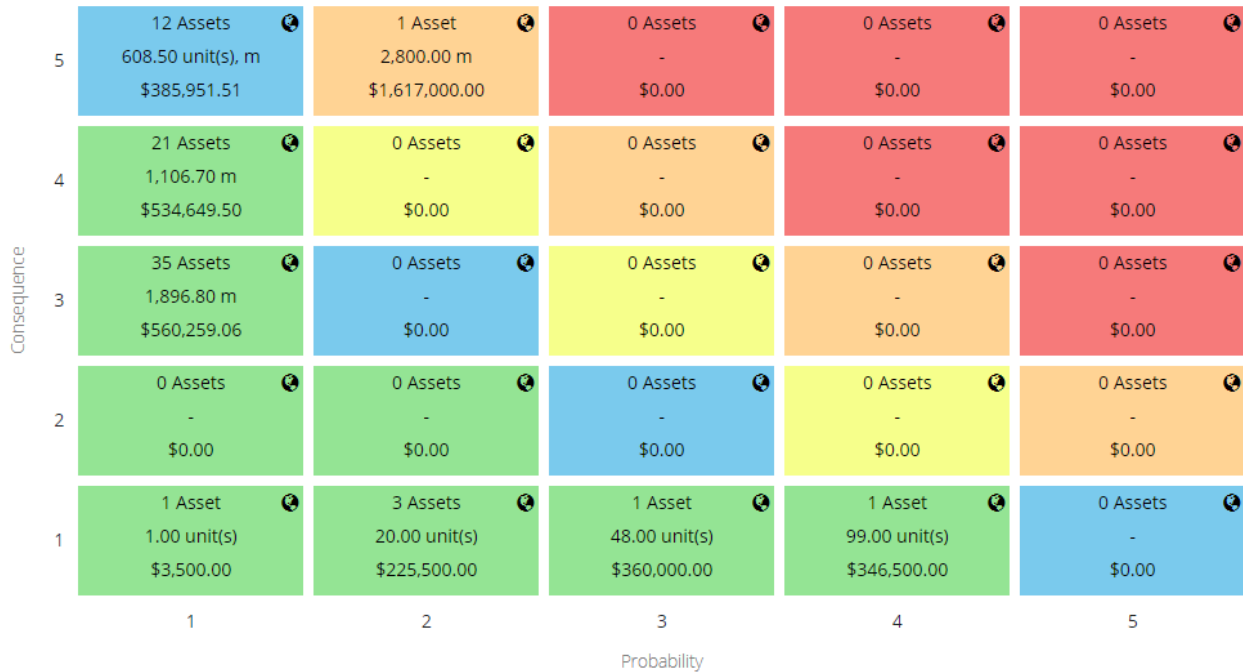 12 Assets
608.50 unit(s), m
$385,951.51
1 Asset
2,800.00 m
$1,617,000.00
0 Assets
-
$0.00
0 Assets
-
$0.00
0 Assets
-
$0.00
5
21 Assets
1,106.70 m
$534,649.50
0 Assets
-
$0.00
0 Assets
-
$0.00
0 Assets
-
$0.00
0 Assets
-
$0.00
4
35 Assets
1,896.80 m
$560,259.06
0 Assets
-
$0.00
0 Assets
-
$0.00
0 Assets
-
$0.00
0 Assets
-
$0.00
3
Consequence
0 Assets
-
$0.00
0 Assets
-
$0.00
0 Assets
-
$0.00
0 Assets
-
$0.00
0 Assets
-
$0.00
2
1 Asset
1.00 unit(s)
$3,500.00
3 Assets
20.00 unit(s)
$225,500.00
1 Asset
48.00 unit(s)
$360,000.00
1 Asset
99.00 unit(s)
$346,500.00
0 Assets
-
$0.00
1
1
2
3
4
5
Probability